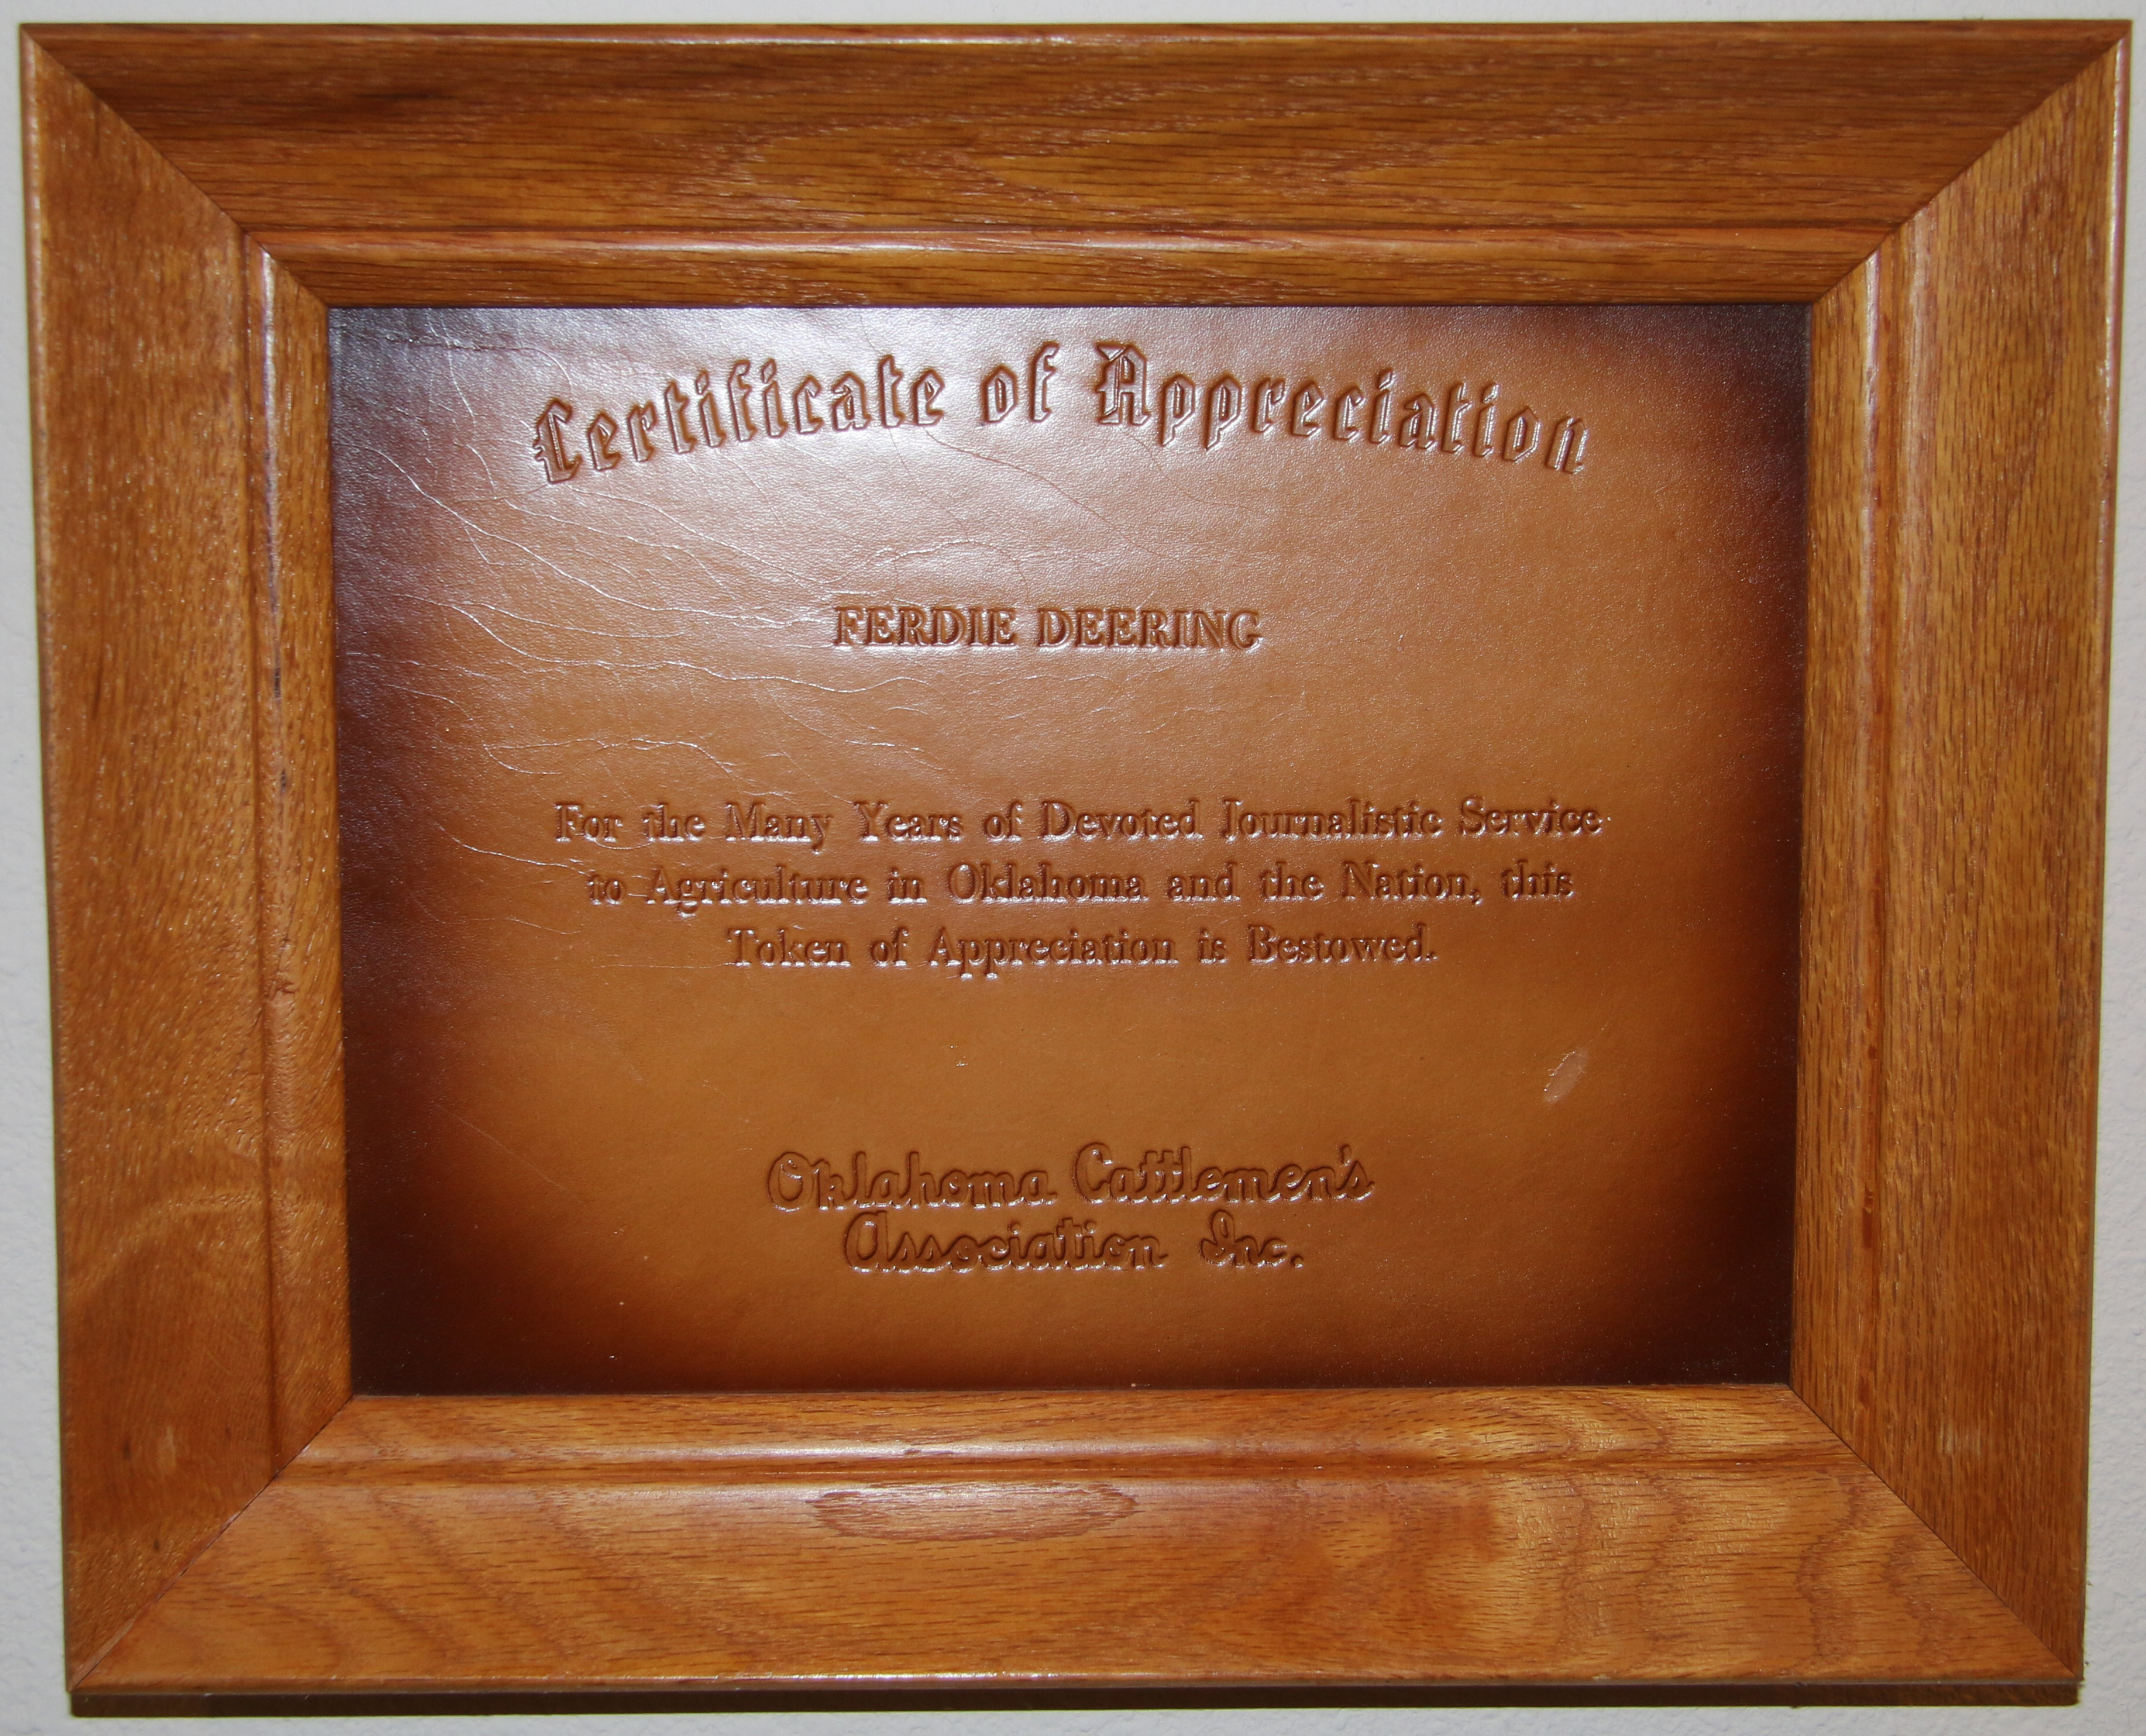 Certificate of Appreciation
FERDIE DEERING
For the Many Years of Devoted Journalistic Service
to Agriculture in Oklahoma and the Nation, this
Token of Appreciation is Bestowed.
Oklahoma Cattlemen's
Association Inc.